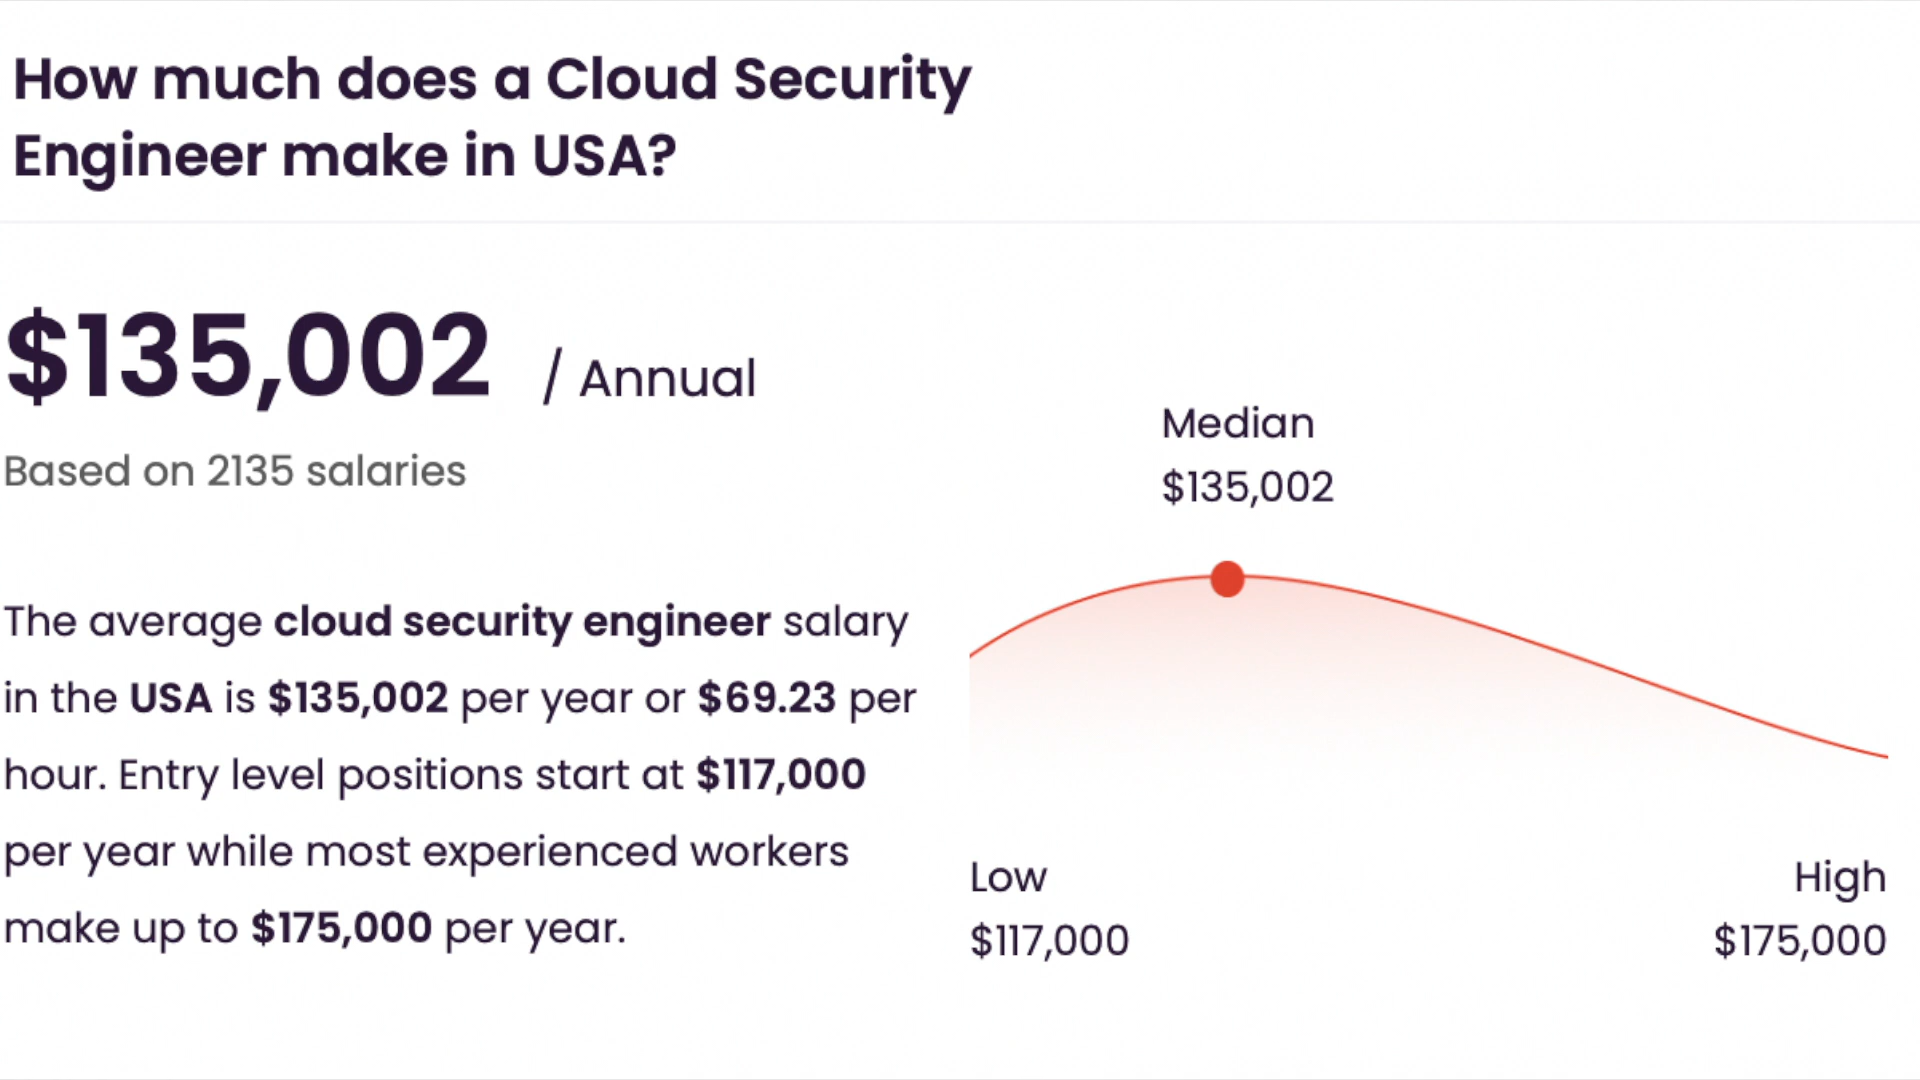 How much does a Cloud Security
Engineer make in USA?
$135,002 / Annual
Based on 2135 salaries
The average cloud security engineer salary
in the USA is $135,002 per year or $69.23 per
hour. Entry level positions start at $117,000
per year while most experienced workers
make up to $175,000 per year.
Median
$135,002
Low
$117,000
High
$175,000